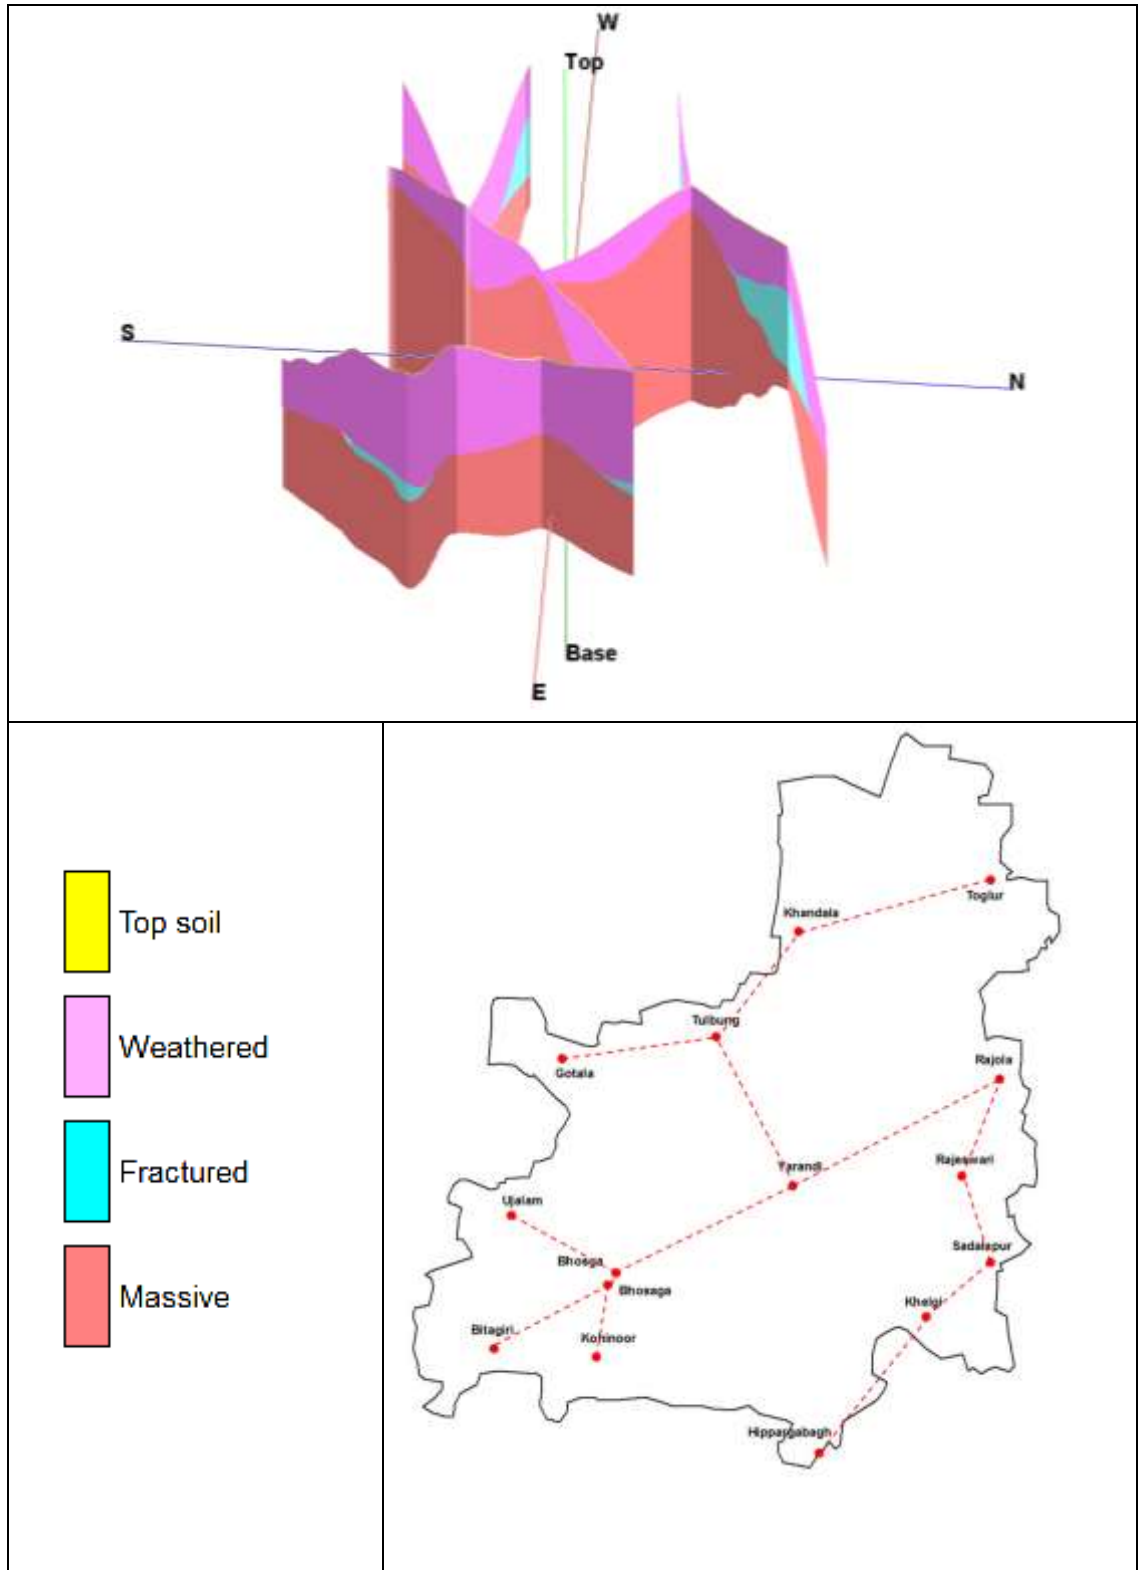 W
Top
S
N
Base
E
Top soil
Weathered
Fractured
Massive
Toglur
Khandala
Tulbung
Gotala
Rajola
Tarandi
Rajeswari
Ujalam
Sadalapur
Bhosga
Bhosaga
Khelgi
Bitagiri
Kohinoor
Hippargabagh